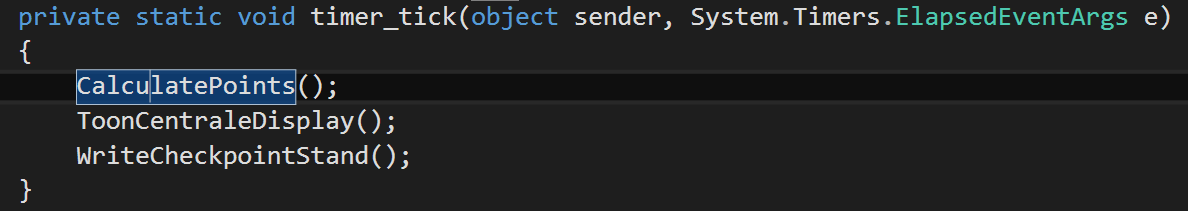 private static void timer_tick(object sender, System.Timers.ElapsedEventArgs e)
{
CalculatePoints();
ToonCentraleDisplay();
WriteCheckpointStand();
}